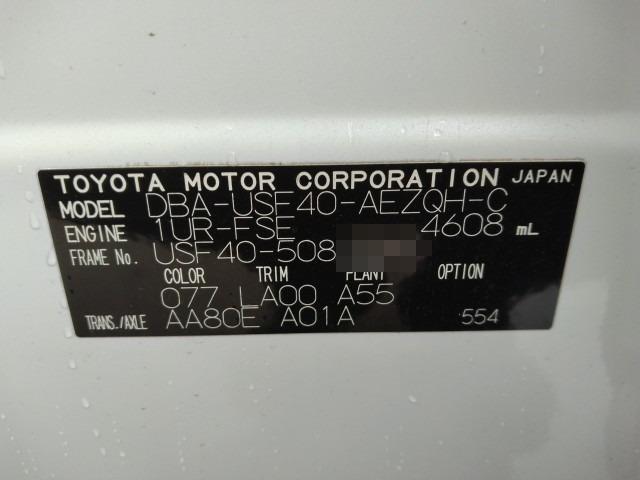 TOYOTA MOTOR CORPORATION JAPAN
MODEL DBA-USF40-AEZQH-C
ENGINE 1UR-FSE 4608 mL
FRAME No. USF40-508
COLOR TRIM PLANT OPTION
077 LA00 A55
TRANS./AXLE AA80E A01A 554